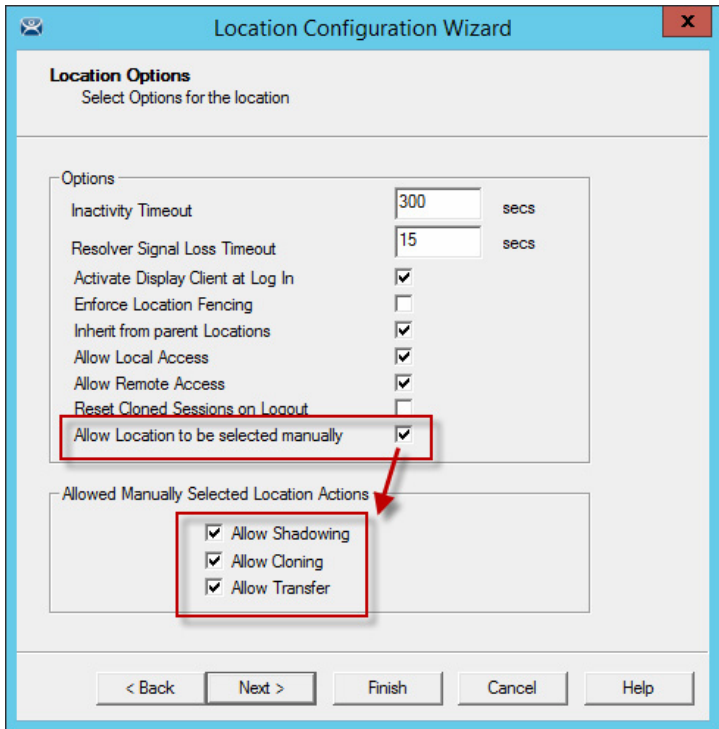 Location Configuration Wizard
x
Location Options
Select Options for the location
Options
Inactivity Timeout 300 secs
Resolver Signal Loss Timeout 15 secs
Activate Display Client at Log In
Enforce Location Fencing
Inherit from parent Locations
Allow Local Access
Allow Remote Access
Reset Cloned Sessions on Logout
Allow Location to be selected manually
Allowed Manually Selected Location Actions
Allow Shadowing
Allow Cloning
Allow Transfer
< Back Next > Finish Cancel Help